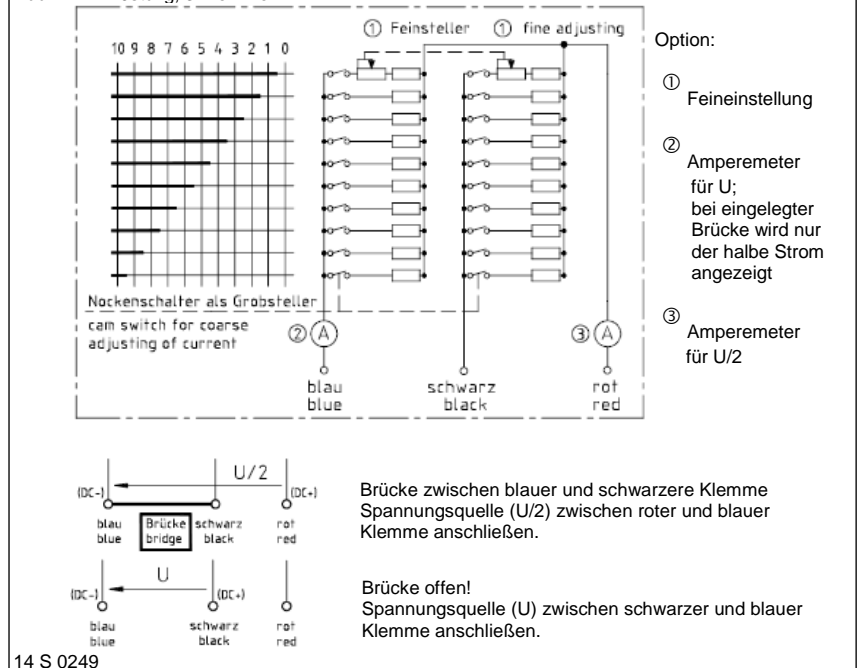 ① Feinsteller ① fine adjusting
10 9 8 7 6 5 4 3 2 1 0
Option:
①
Feineinstellung
②
Amperemeter
für U;
bei eingelegter
Brücke wird nur
der halbe Strom
angezeigt
③
Amperemeter
für U/2
Nockenschalter als Grobsteller
cam switch for coarse
adjusting of current
② A
③ A
blau
blue
schwarz
black
rot
red
U/2
(DC-)
(DC+)
blau
blue
Brücke
bridge
schwarz
black
rot
red
Brücke zwischen blauer und schwarzere Klemme
Spannungsquelle (U/2) zwischen roter und blauer
Klemme anschließen.
U
(DC-)
(DC+)
blau
blue
schwarz
black
rot
red
Brücke offen!
Spannungsquelle (U) zwischen schwarzer und blauer
Klemme anschließen.
14 S 0249